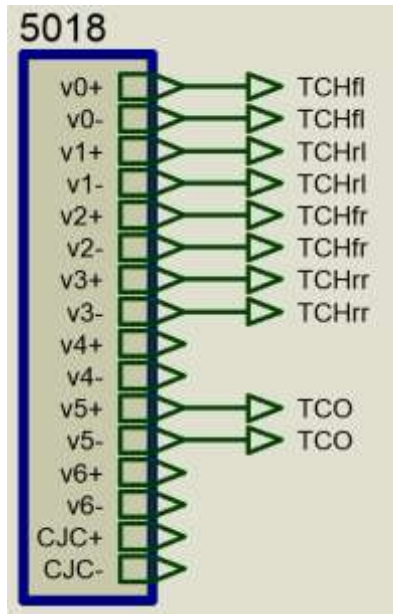 5018
v0+ TCHfl
v0- TCHfl
v1+ TCHrl
v1- TCHrl
v2+ TCHfr
v2- TCHfr
v3+ TCHrr
v3- TCHrr
v4+
v4-
v5+ TCO
v5- TCO
v6+
v6-
CJC+
CJC-